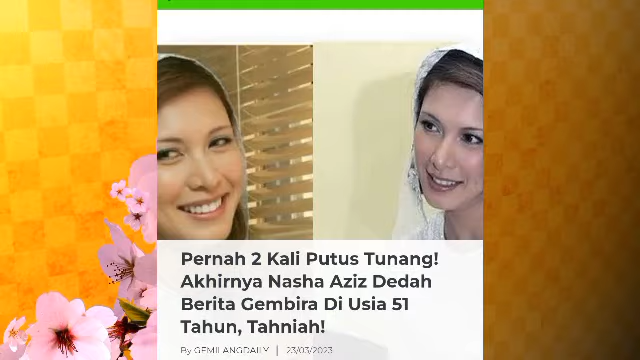 Pernah 2 Kali Putus Tunang!
Akhirnya Nasha Aziz Dedah
Berita Gembira Di Usia 51
Tahun, Tahniah!
By GEMILANGDAILY | 23/03/2023